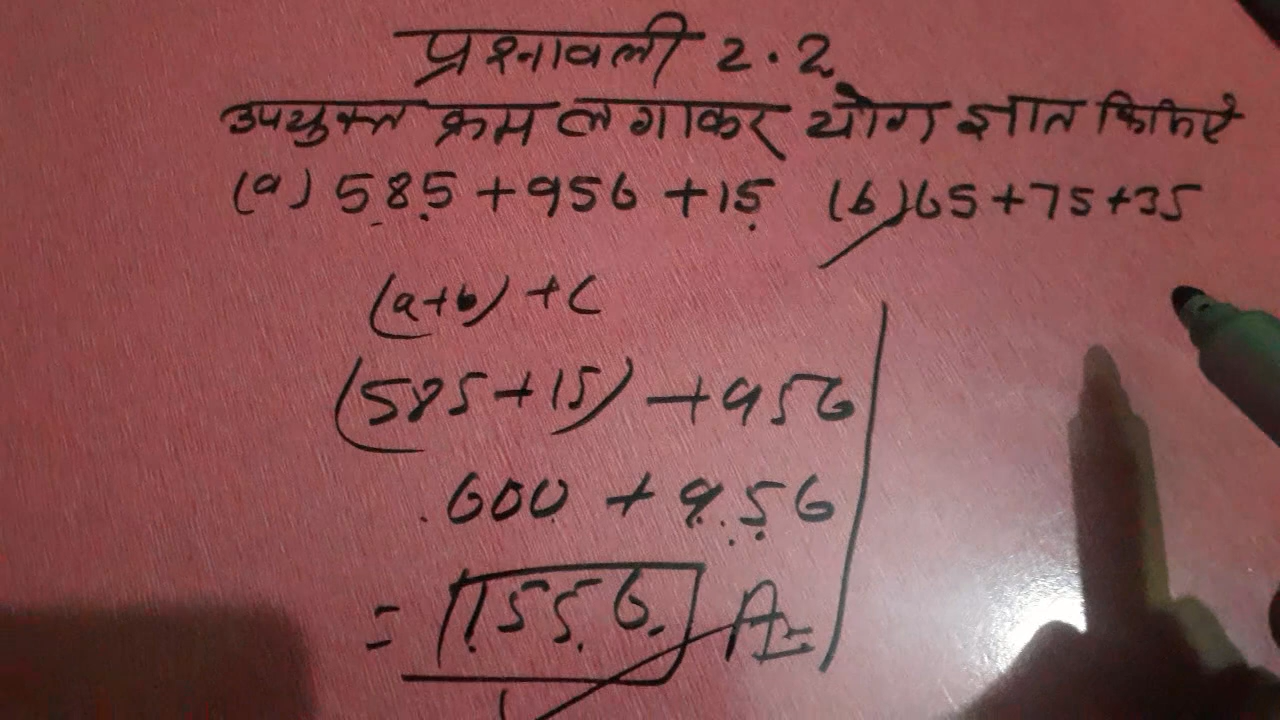 प्रश्नावली 2.2
उपयुक्त क्रम लगाकर योग ज्ञात किजिऐ
(a) 585 + 956 + 15 (b) 65 + 75 + 35
(a+b) + c
(585 + 15) + 956
600 + 956
= 1556 A